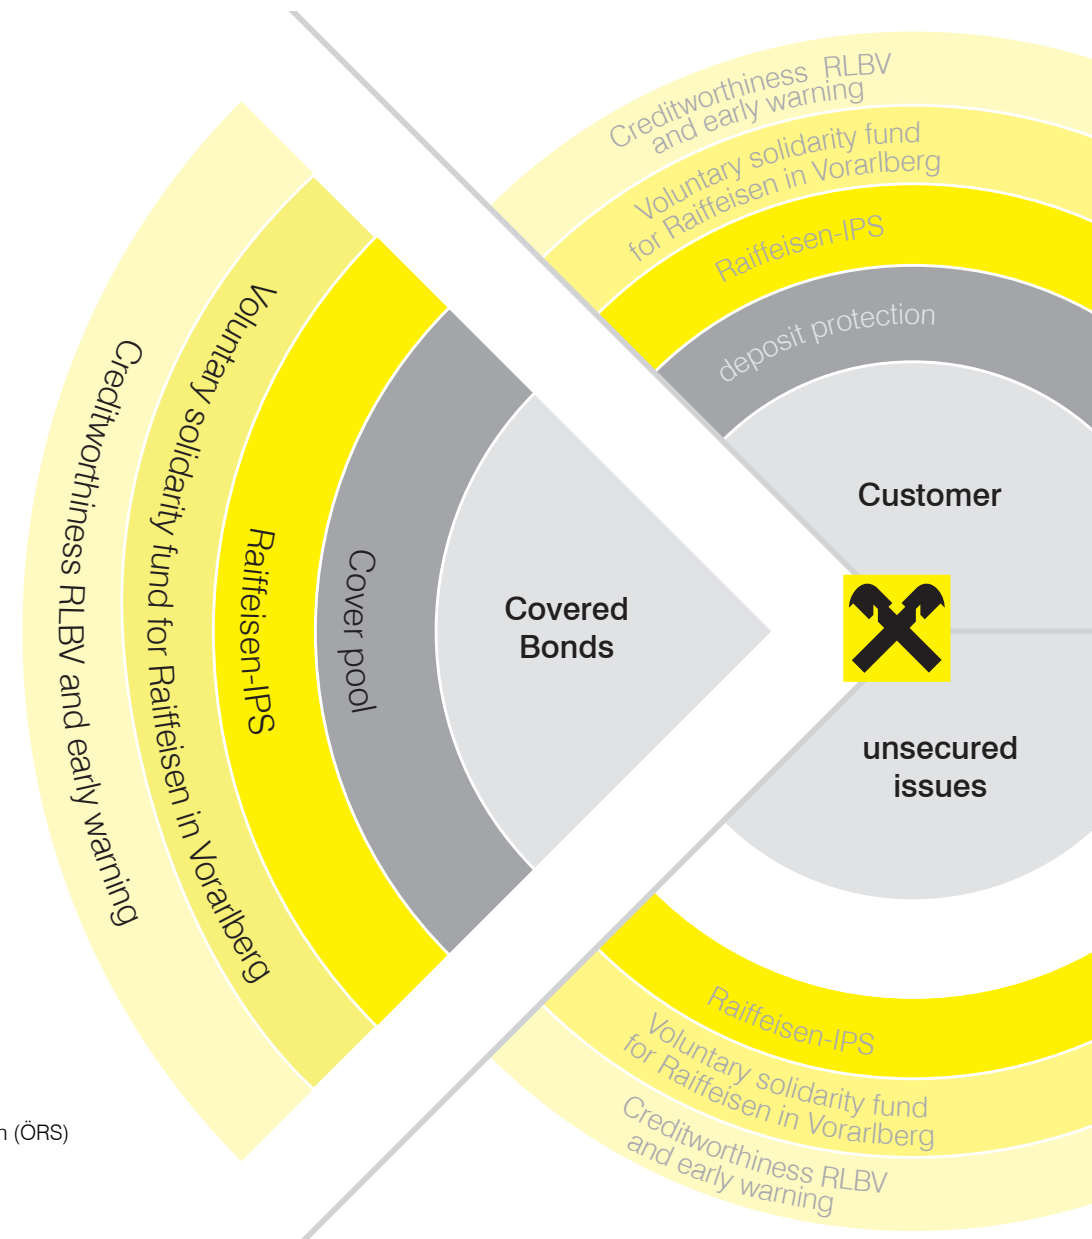 Creditworthiness RLBV
and early warning
Voluntary solidarity fund
for Raiffeisen in Vorarlberg
Raiffeisen-IPS
deposit protection
Customer
Creditworthiness RLBV and early warning
Voluntary solidarity fund for Raiffeisen in Vorarlberg
Raiffeisen-IPS
Cover pool
Covered
Bonds
unsecured
issues
Raiffeisen-IPS
Voluntary solidarity fund
for Raiffeisen in Vorarlberg
Creditworthiness RLBV
and early warning
(ÖRS)